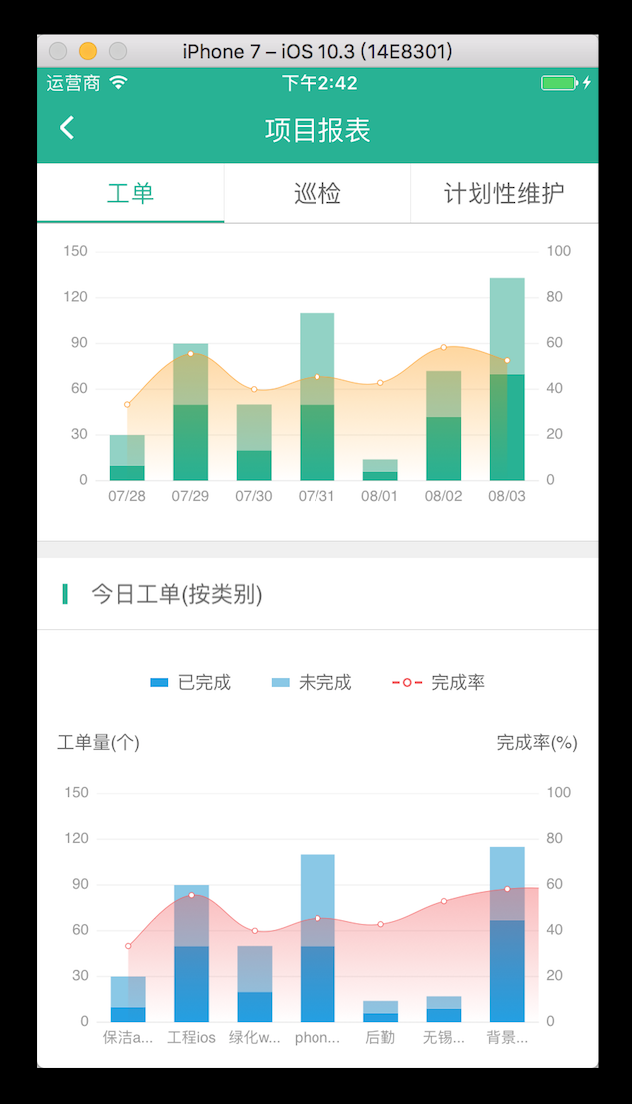 iPhone 7 – iOS 10.3 (14E8301)
运营商 下午2:42
项目报表
工单 巡检 计划性维护
150 100
120 80
90 60
60 40
30 20
0 0
07/28 07/29 07/30 07/31 08/01 08/02 08/03
今日工单(按类别)
已完成 未完成 完成率
工单量(个) 完成率(%)
150 100
120 80
90 60
60 40
30 20
0 0
保洁a... 工程ios 绿化w... phon... 后勤 无锡... 背景...